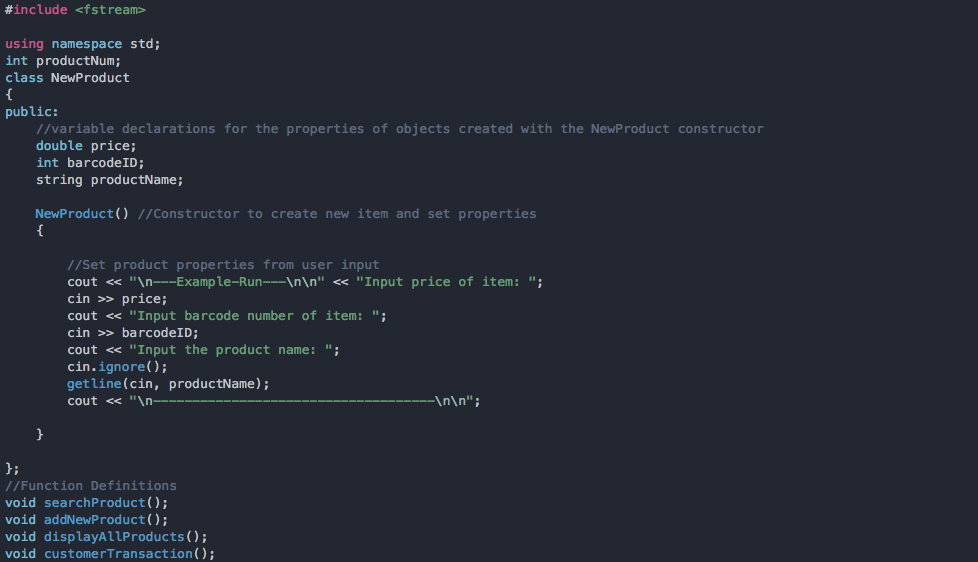 #include <fstream>
using namespace std;
int productNum;
class NewProduct
{
public:
//variable declarations for the properties of objects created with the NewProduct constructor
double price;
int barcodeID;
string productName;
NewProduct() //Constructor to create new item and set properties
{
//Set product properties from user input
cout << "\n---Example-Run---\n\n" << "Input price of item: ";
cin >> price;
cout << "Input barcode number of item: ";
cin >> barcodeID;
cout << "Input the product name: ";
cin.ignore();
getline(cin, productName);
cout << "\n------------------------------------\n\n";
}
};
//Function Definitions
void searchProduct();
void addNewProduct();
void displayAllProducts();
void customerTransaction();